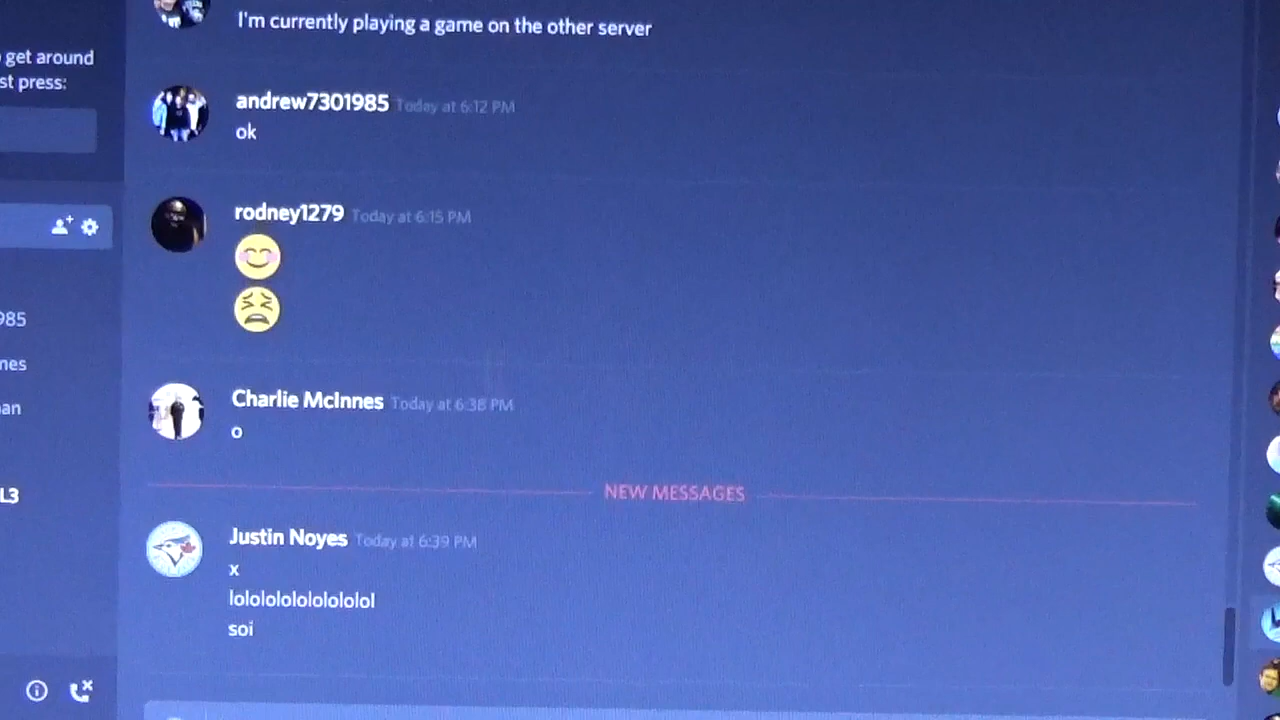 get around
st press:
985
nes
an
L3
I'm currently playing a game on the other server
andrew7301985 Today at 6:12 PM
ok
rodney1279 Today at 6:15 PM
Charlie McInnes Today at 6:38 PM
o
NEW MESSAGES
Justin Noyes Today at 6:39 PM
x
lolololololololol
soi